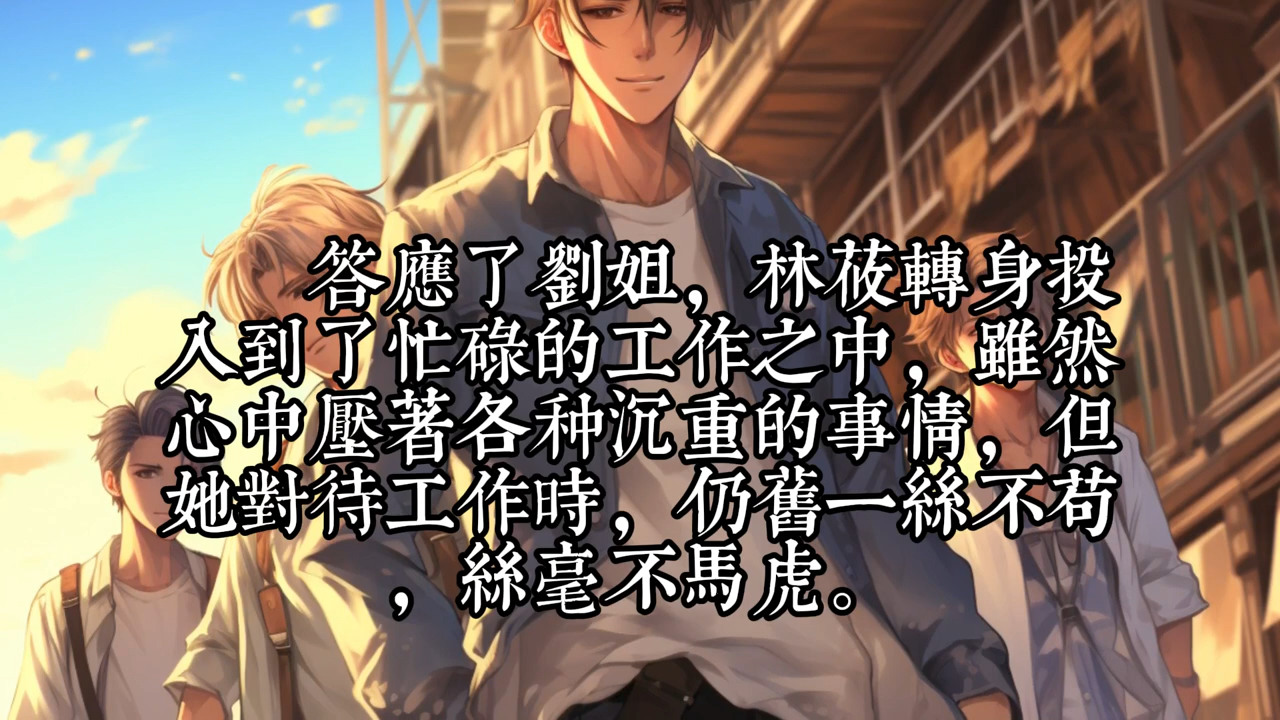 答應了劉姐，林莜轉身投
入到了忙碌的工作之中，雖然
心中壓著各种沉重的事情，但
她對待工作時，仍舊一絲不苟
，絲毫不馬虎。